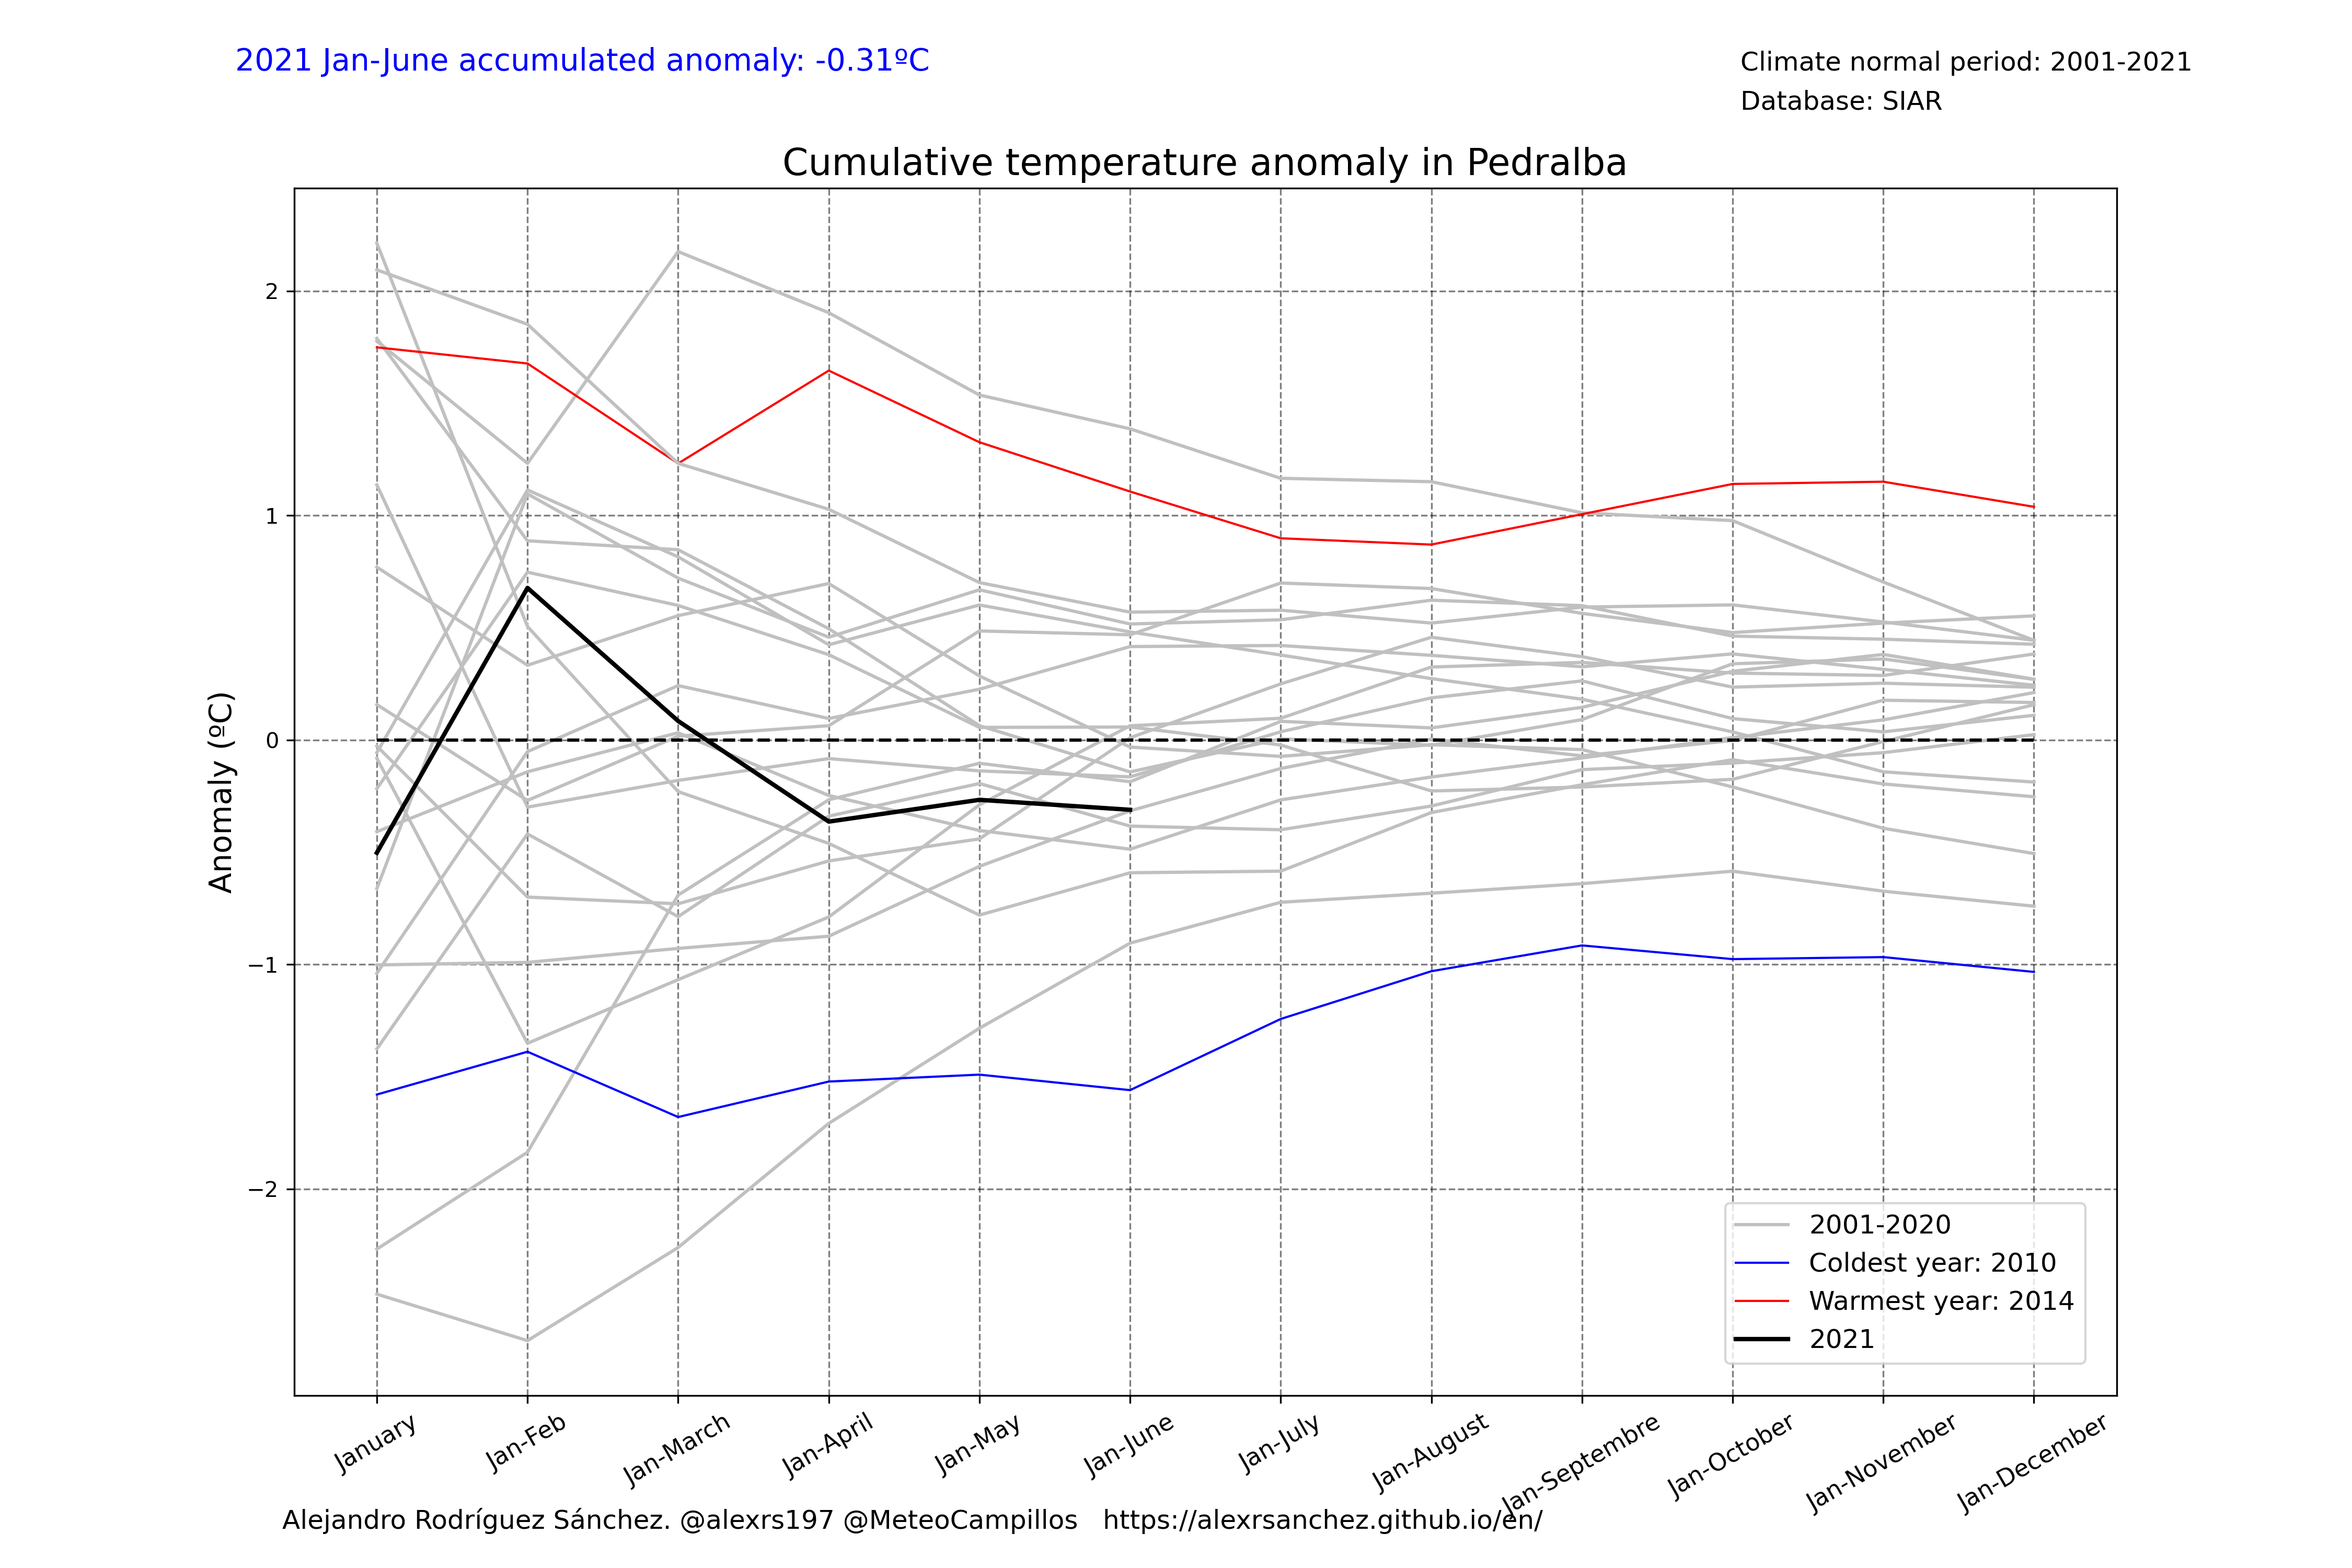 2021 Jan-June accumulated anomaly: -0.31ºC
Climate normal period: 2001-2021
Database: SIAR
Cumulative temperature anomaly in Pedralba
Anomaly (ºC)
2
1
0
−1
−2
2001-2020
Coldest year: 2010
Warmest year: 2014
2021
January
Jan-Feb
Jan-March
Jan-April
Jan-May
Jan-June
Jan-July
Jan-August
Jan-Septembre
Jan-October
Jan-November
Jan-December
Alejandro Rodríguez Sánchez. @alexrs197 @MeteoCampillos https://alexrsanchez.github.io/en/